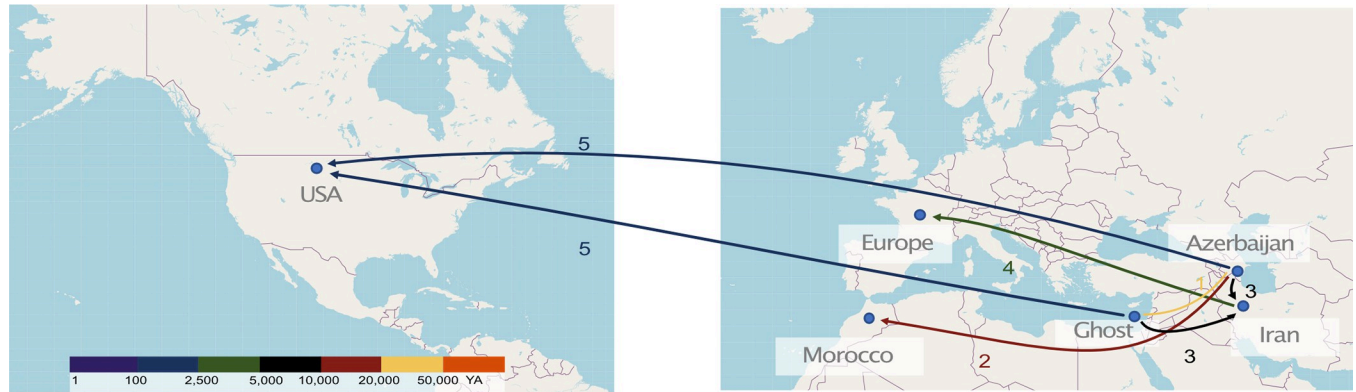 5
USA
5
Europe
Azerbaijan
4
1
3
Ghost
Iran
Morocco
2
3
1 100 2,500 5,000 10,000 20,000 50,000 YA